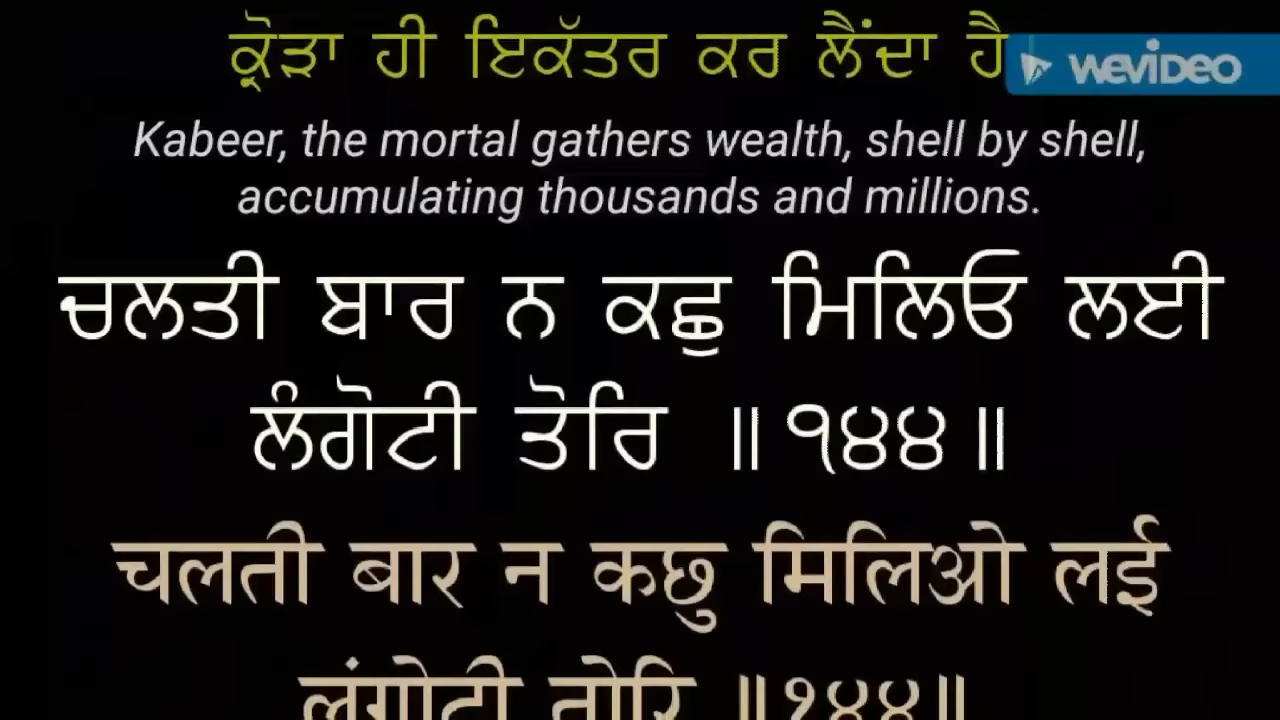 ਕ੍ਰੋੜਾ ਹੀ ਇਕੱਤਰ ਕਰ ਲੈਂਦਾ ਹੈ
WEVIDEO
Kabeer, the mortal gathers wealth, shell by shell,
accumulating thousands and millions.
ਚਲਤੀ ਬਾਰ ਨ ਕਛੁ ਮਿਲਿਓ ਲਈ
ਲੰਗੋਟੀ ਤੋਰਿ ॥੧੪੪॥
चलती बार न कछु मिलिओ लई
लंगोटी तोरि ॥१४४॥